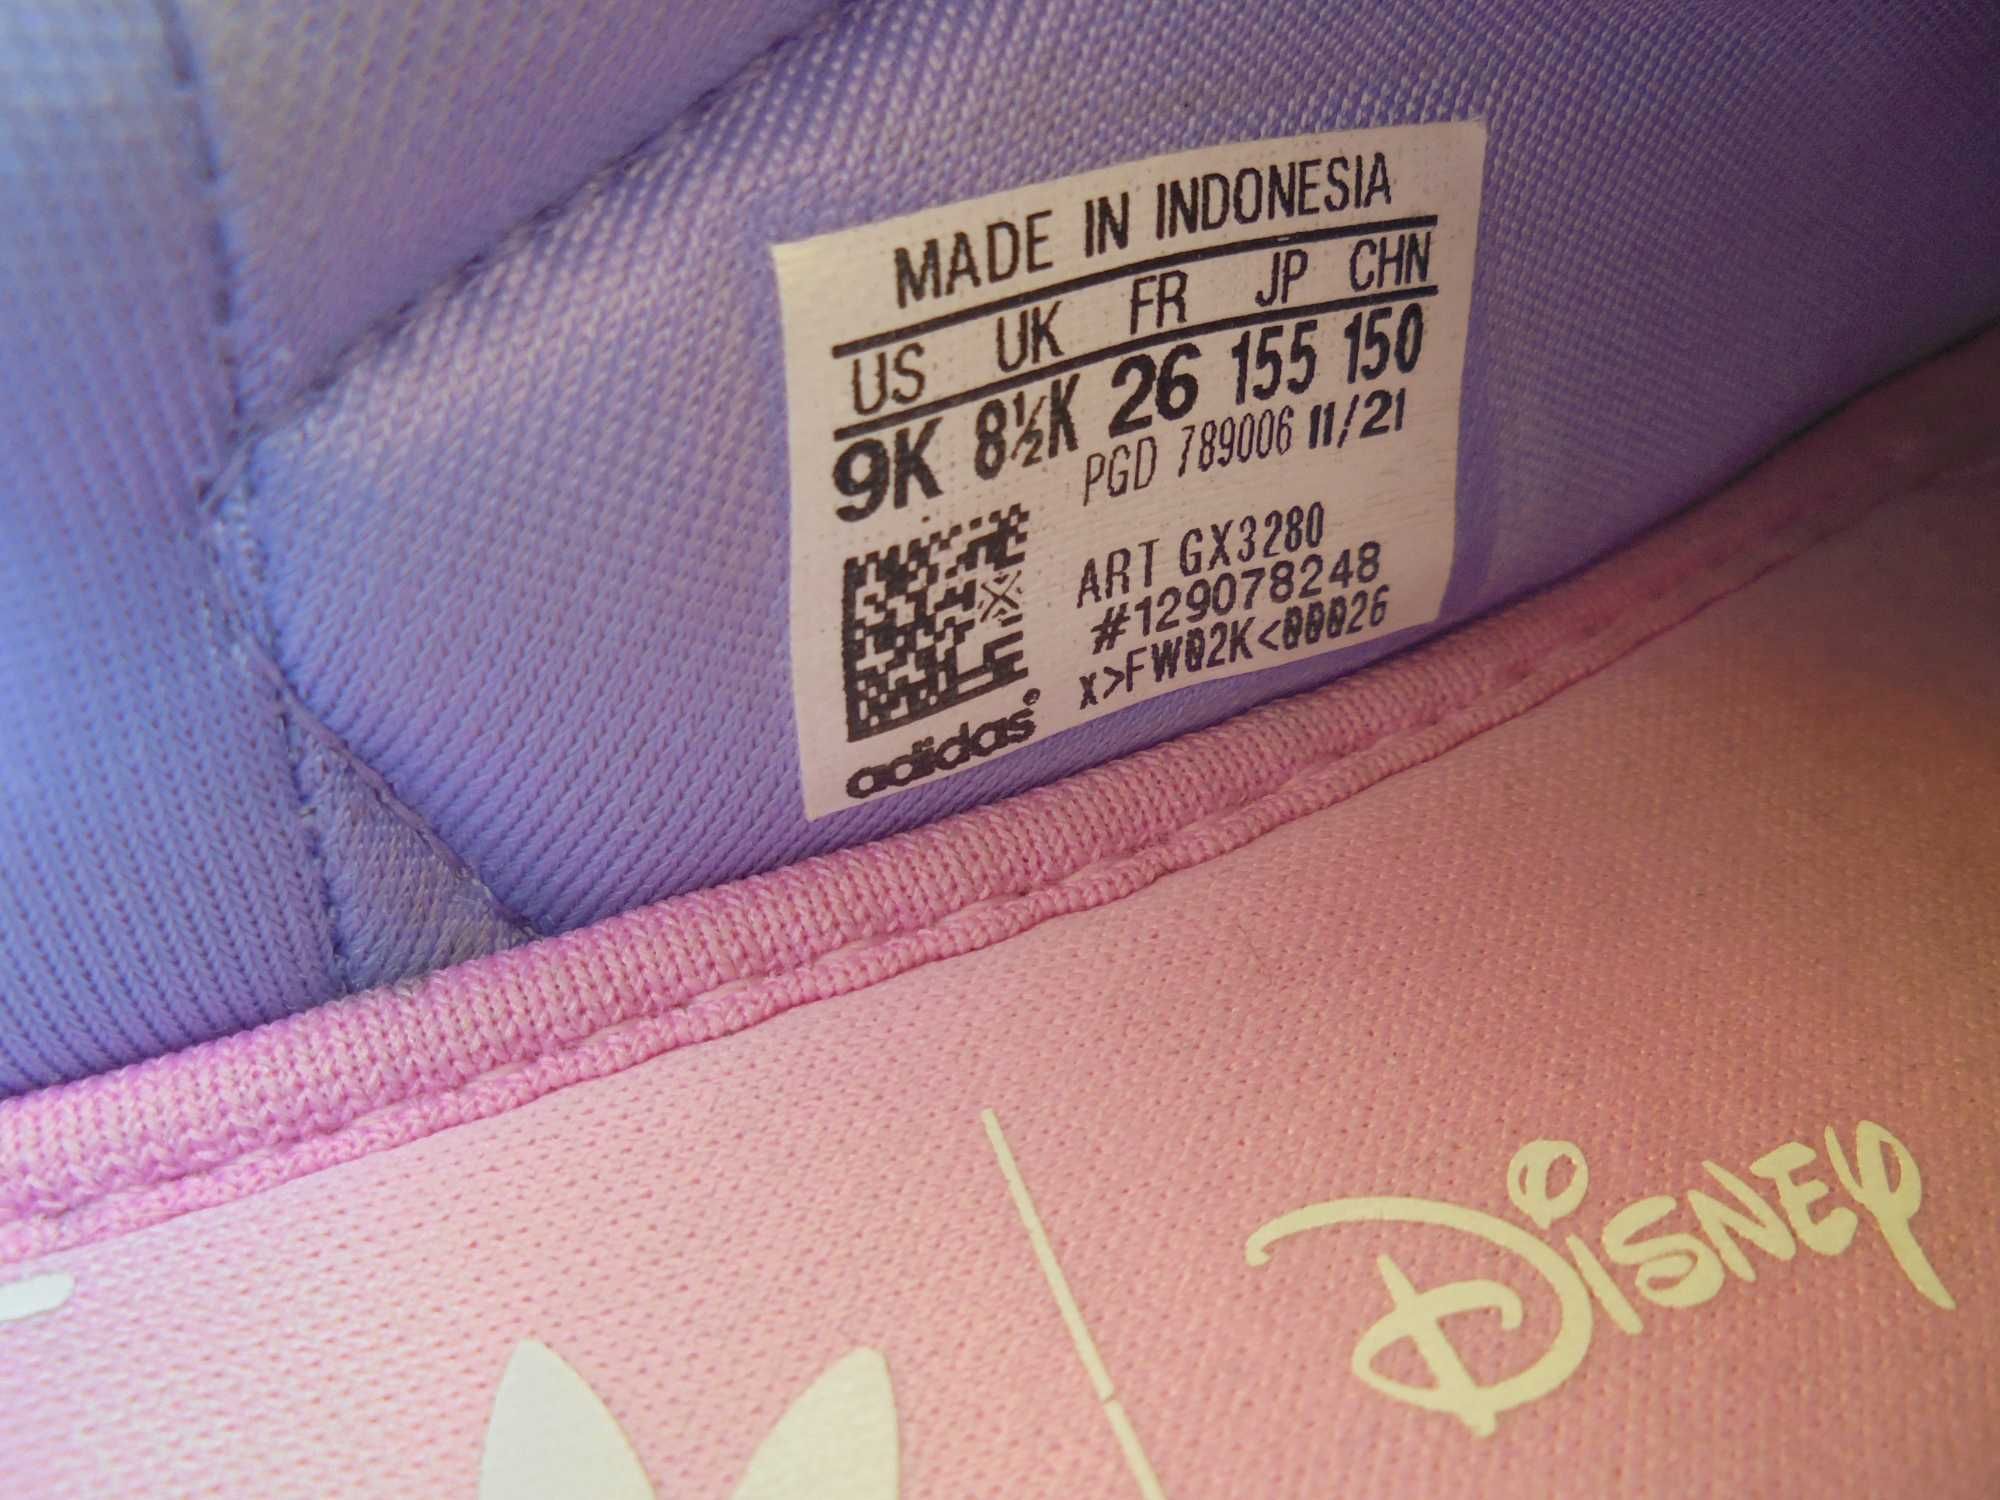 MADE IN INDONESIA
US UK FR JP CHN
9K 8½K 26 155 150
PGD 789006 11/21
ART GX3280
#129078248
x>FW02K<00026
adidas®
Disney